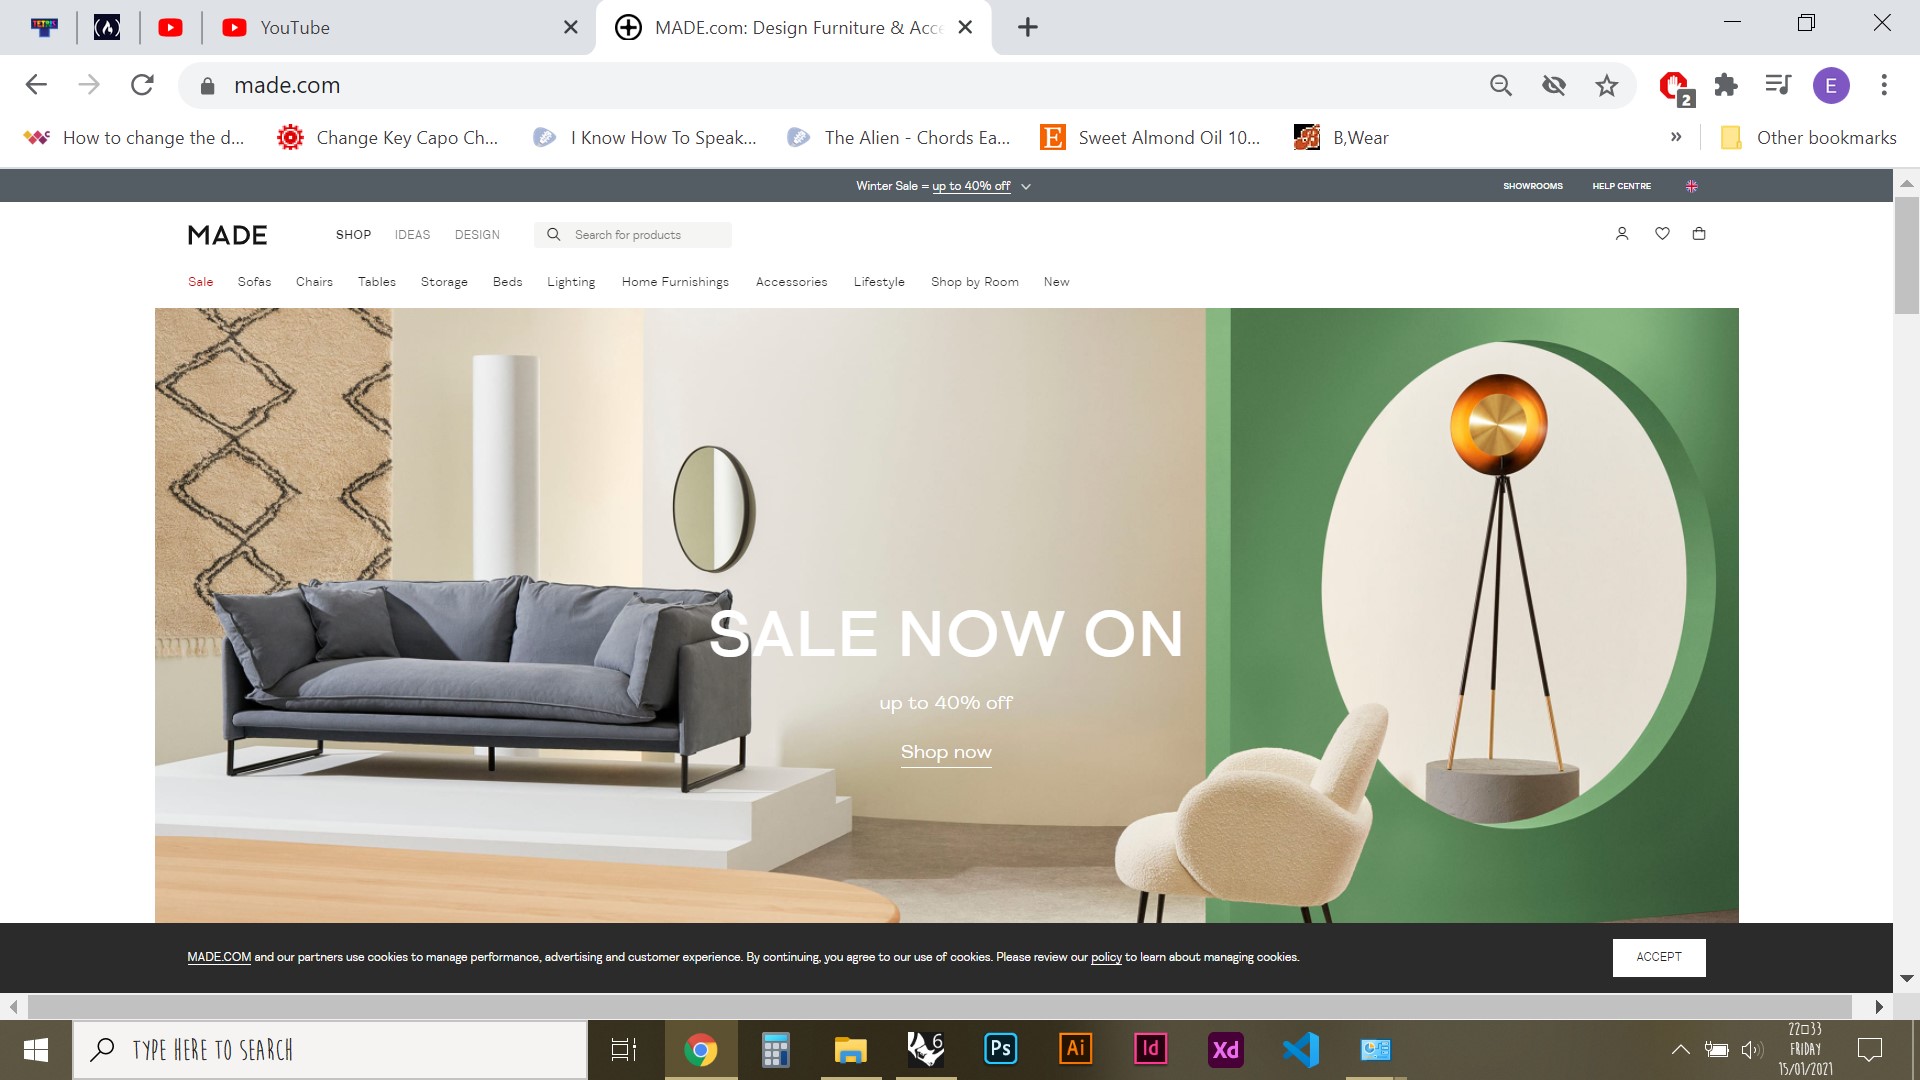 YouTube
MADE.com: Design Furniture & Acce
made.com
2
E
How to change the d...
Change Key Capo Ch...
I Know How To Speak...
The Alien - Chords Ea...
E
Sweet Almond Oil 10...
B,Wear
»
Other bookmarks
Winter Sale = up to 40% off
SHOWROOMS
HELP CENTRE
MADE
SHOP
IDEAS
DESIGN
Search for products
Sale
Sofas
Chairs
Tables
Storage
Beds
Lighting
Home Furnishings
Accessories
Lifestyle
Shop by Room
New
SALE NOW ON
up to 40% off
Shop now
MADE.COM and our partners use cookies to manage performance, advertising and customer experience. By continuing, you agree to our use of cookies. Please review our policy to learn about managing cookies.
ACCEPT
TYPE HERE TO SEARCH
6
Ps
Ai
Id
Xd
22□33
FRIDAY
15/01/2021